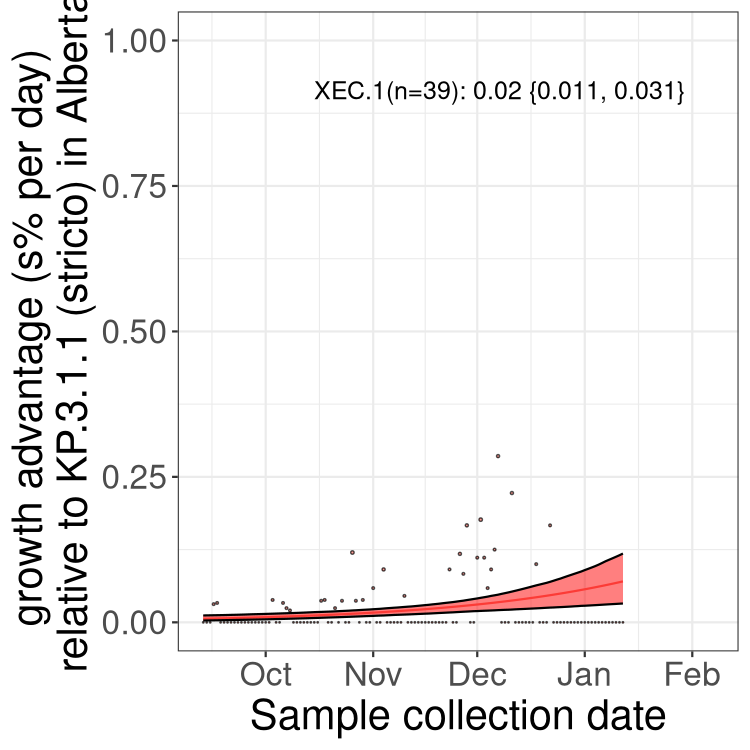 growth advantage (s% per day)
relative to KP.3.1.1 (stricto) in Alberta
1.00
0.75
0.50
0.25
0.00
XEC.1(n=39): 0.02 {0.011, 0.031}
Oct Nov Dec Jan Feb
Sample collection date